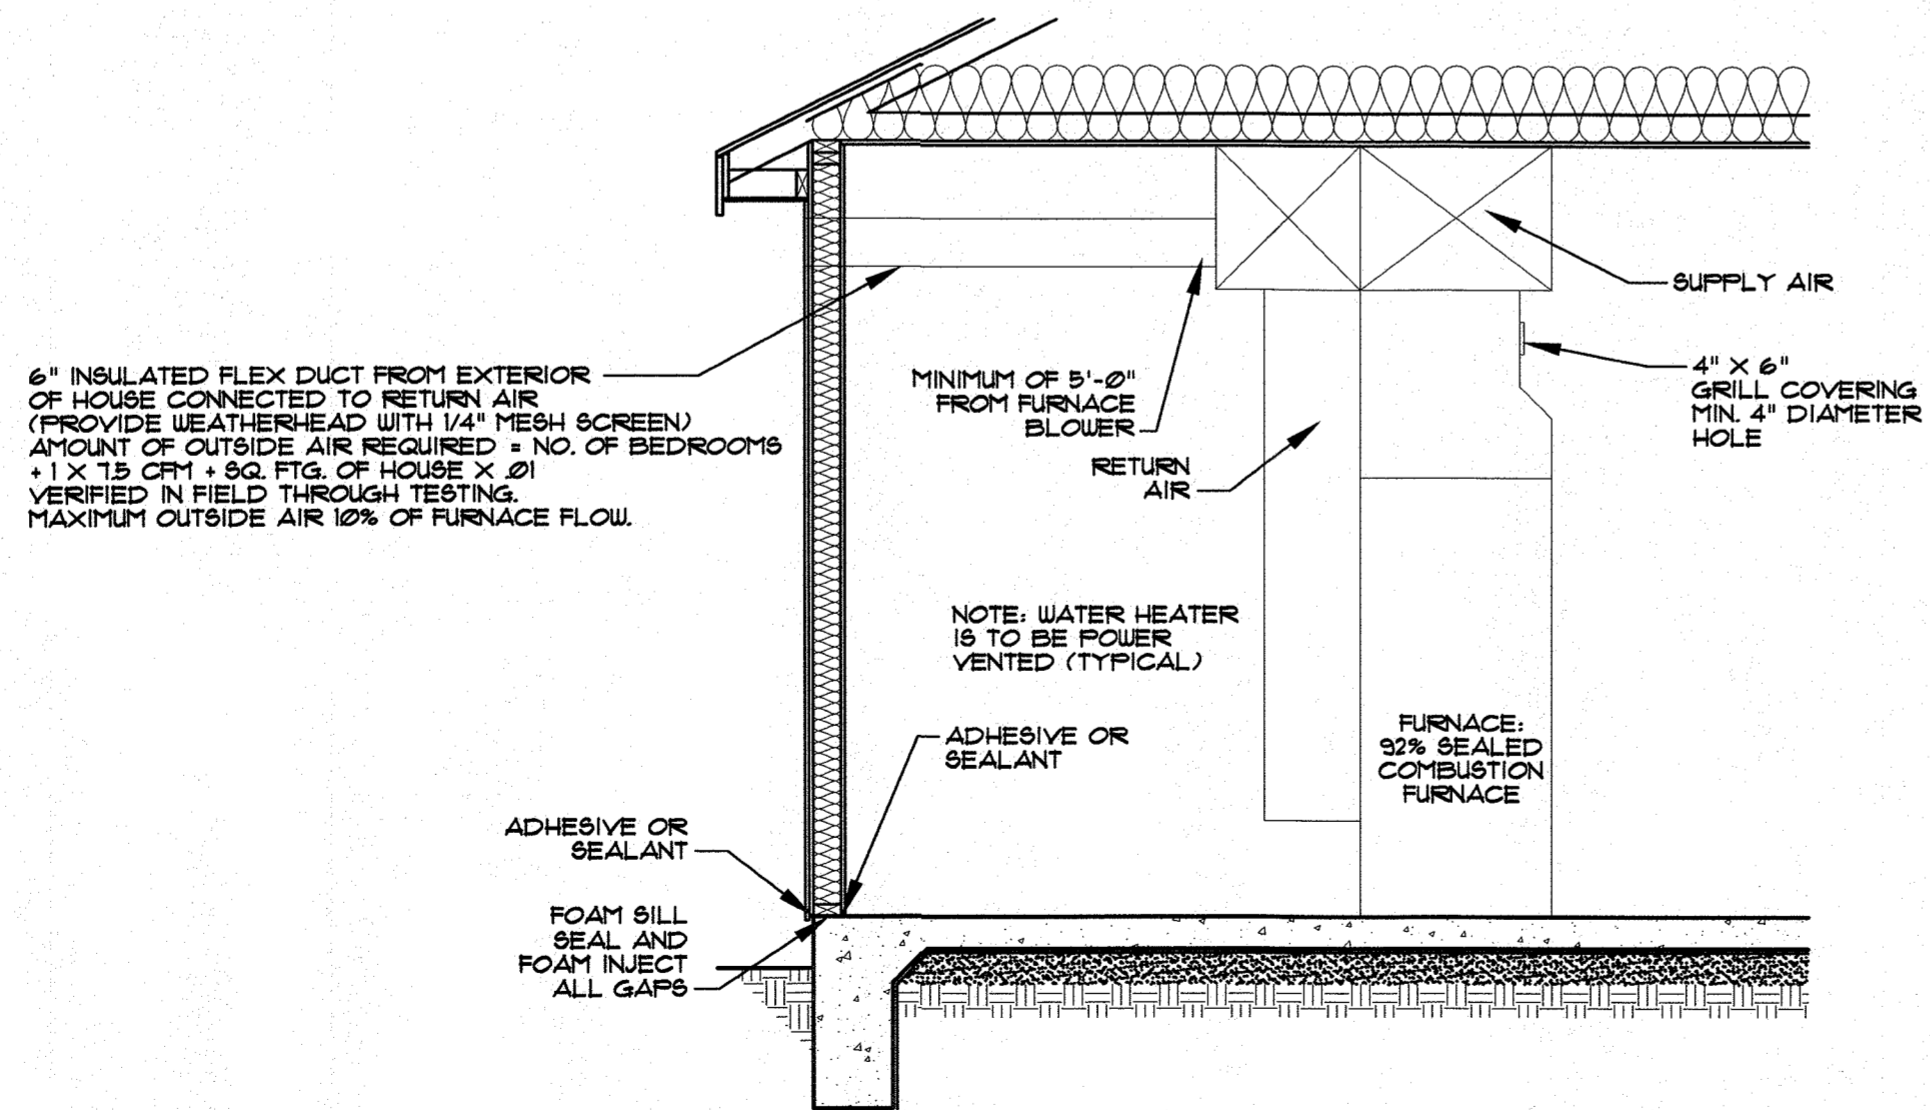 6" INSULATED FLEX DUCT FROM EXTERIOR
OF HOUSE CONNECTED TO RETURN AIR
(PROVIDE WEATHERHEAD WITH 1/4" MESH SCREEN)
AMOUNT OF OUTSIDE AIR REQUIRED = NO. OF BEDROOMS
+ 1 X 7.5 CFM + SQ. FTG. OF HOUSE X .01
VERIFIED IN FIELD THROUGH TESTING.
MAXIMUM OUTSIDE AIR 10% OF FURNACE FLOW.
MINIMUM OF 5'-0"
FROM FURNACE
BLOWER
RETURN
AIR
SUPPLY AIR
4" X 6"
GRILL COVERING
MIN. 4" DIAMETER
HOLE
NOTE: WATER HEATER
IS TO BE POWER
VENTED (TYPICAL)
ADHESIVE OR
SEALANT
FURNACE:
92% SEALED
COMBUSTION
FURNACE
ADHESIVE OR
SEALANT
FOAM SILL
SEAL AND
FOAM INJECT
ALL GAPS